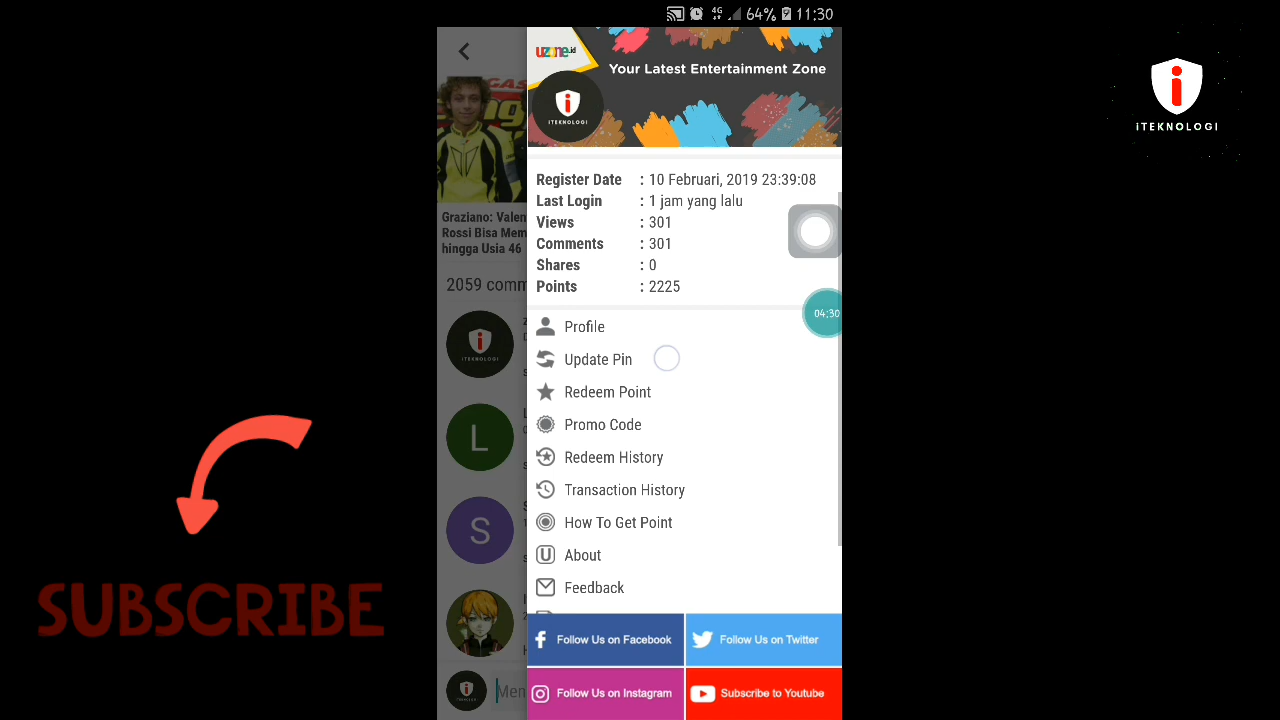 4G 64% 11:30
uzone.id
Your Latest Entertainment Zone
iTEKNOLOGI
iTEKNOLOGI
Register Date : 10 Februari, 2019 23:39:08
Last Login : 1 jam yang lalu
Views : 301
Comments : 301
Shares : 0
Points : 2225
04:30
Profile
Update Pin
Redeem Point
Promo Code
Redeem History
Transaction History
How To Get Point
U About
Feedback
Follow Us on Facebook
Follow Us on Twitter
Follow Us on Instagram
Subscribe to Youtube
Graziano: Valen
Rossi Bisa Mem
hingga Usia 46
2059 comm
iTEKNOLOGI
L
S
Men
SUBSCRIBE